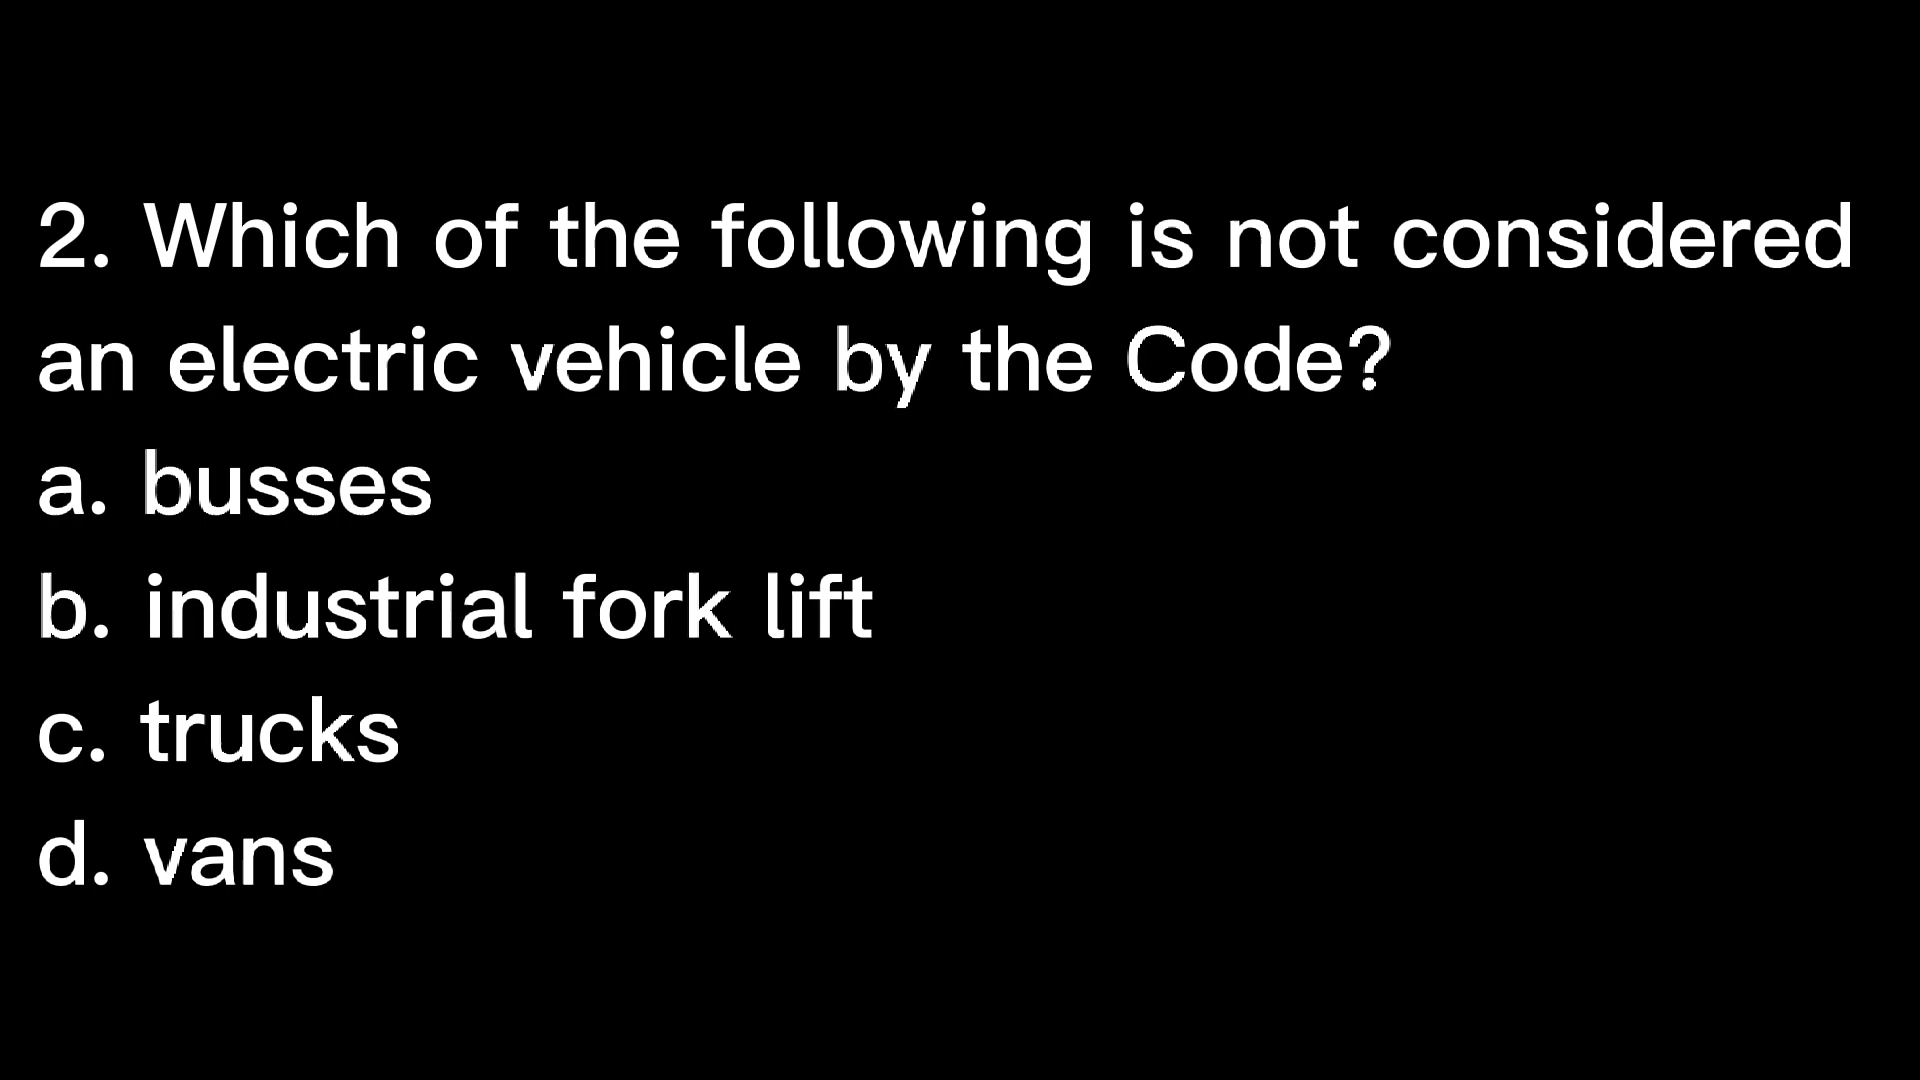 2. Which of the following is not considered
an electric vehicle by the Code?
a. busses
b. industrial fork lift
c. trucks
d. vans